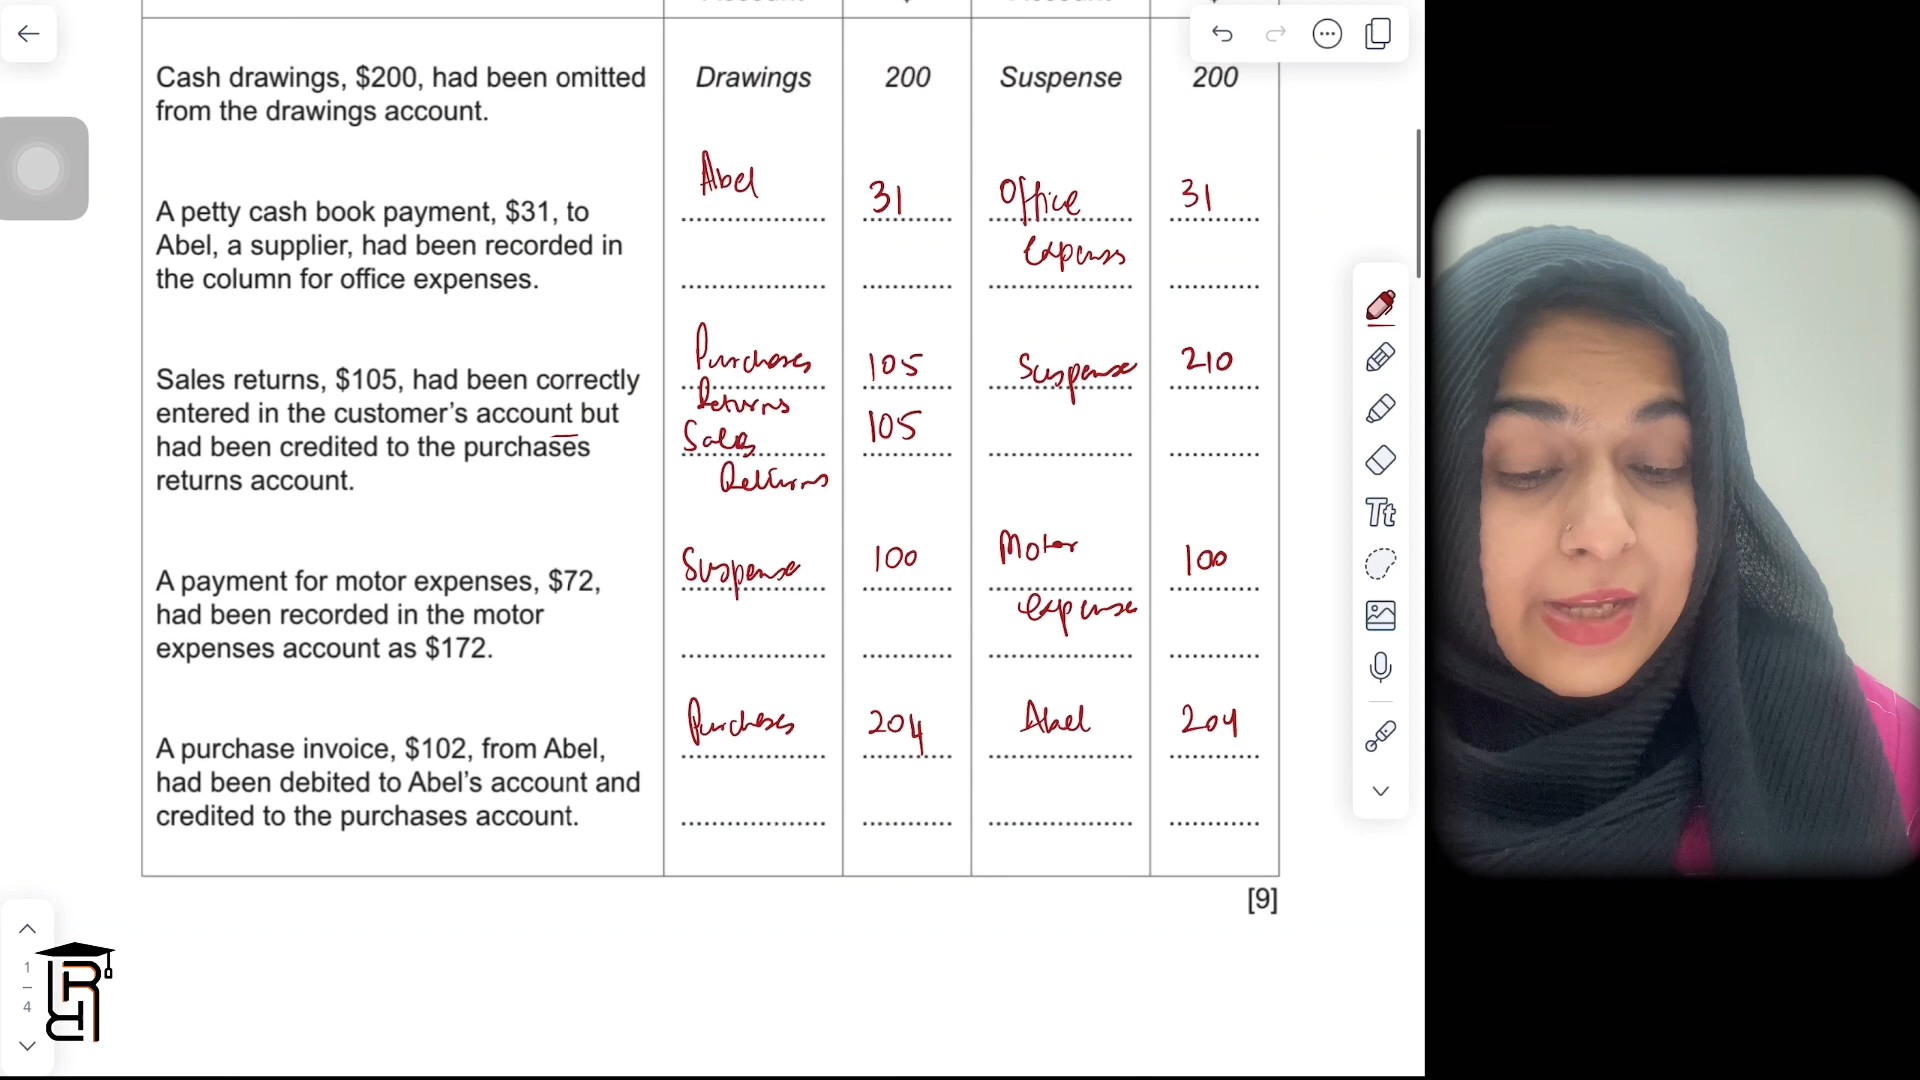 Cash drawings, $200, had been omitted Drawings 200 Suspense 200
from the drawings account.
Abel 31 Office 31
A petty cash book payment, $31, to
Abel, a supplier, had been recorded in expenses
the column for office expenses.
Purchases 105 Suspense 210
Sales returns, $105, had been correctly
entered in the customer's account but Returns
had been credited to the purchases Sales 105
returns account. Returns
Suspense 100 Motor 100
A payment for motor expenses, $72,
had been recorded in the motor expense
expenses account as $172.
Purchases 204 Abel 204
A purchase invoice, $102, from Abel,
had been debited to Abel's account and
credited to the purchases account.
[9]
Tt
1
4